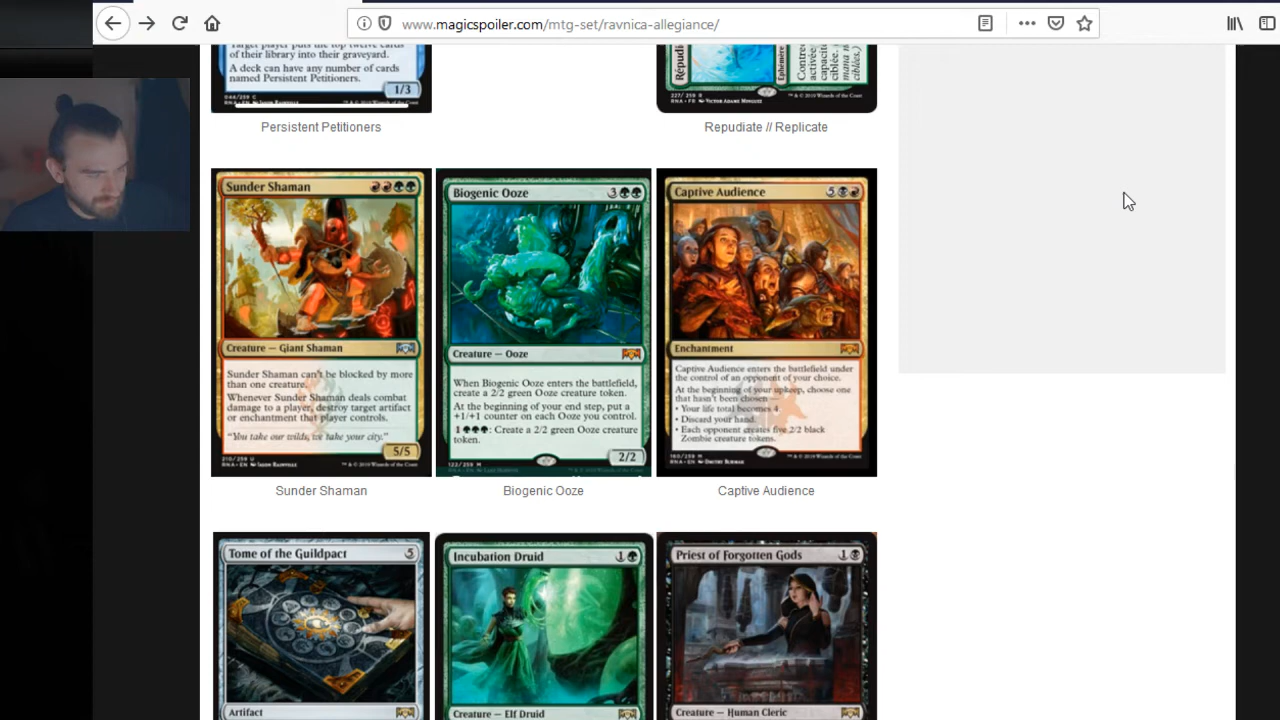 www.magicspoiler.com/mtg-set/ravnica-allegiance/
Target player puts the top twelve cards
of their library into their graveyard.
A deck can have any number of cards
named Persistent Petitioners.
1/3
Persistent Petitioners
Répudi
Éphémère
Repudiate // Replicate
Sunder Shaman
Creature — Giant Shaman
Sunder Shaman can't be blocked by more
than one creature.
Whenever Sunder Shaman deals combat
damage to a player, destroy target artifact
or enchantment that player controls.
"You take our wilds, we take your city."
5/5
Sunder Shaman
Biogenic Ooze
3
Creature — Ooze
When Biogenic Ooze enters the battlefield,
create a 2/2 green Ooze creature token.
At the beginning of your end step, put a
+1/+1 counter on each Ooze you control.
1 : Create a 2/2 green Ooze creature
token.
2/2
Biogenic Ooze
Captive Audience
5
Enchantment
Captive Audience enters the battlefield under
the control of an opponent of your choice.
At the beginning of your upkeep, choose one
that hasn't been chosen —
• Your life total becomes 4.
• Discard your hand.
• Each opponent creates five 2/2 black
Zombie creature tokens.
Captive Audience
Tome of the Guildpact
5
Artifact
Incubation Druid
1
Creature — Elf Druid
Priest of Forgotten Gods
1
Creature — Human Cleric